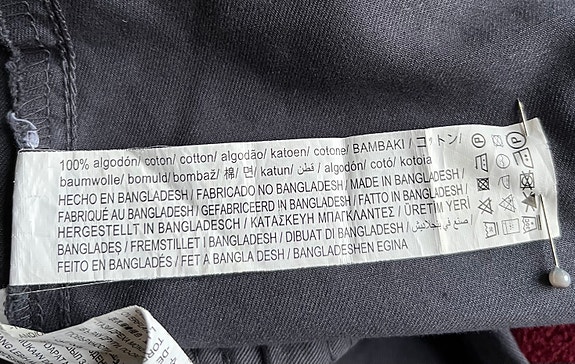 100% algodón/ coton/ cotton/ algodão/ katoen/ cotone/ ΒΑΜΒΑΚΙ / コットン/
baumwolle/ bomuld/ bombaž/ 棉/ 면/ katun/ قطن / algodón/ cotó/ kotoia
HECHO EN BANGLADESH / FABRICADO NO BANGLADESH / MADE IN BANGLADESH /
FABRIQUÉ AU BANGLADESH / GEFABRICEERD IN BANGLADESH / FATTO IN BANGLADESH /
HERGESTELLT IN BANGLADESCH / ΚΑΤΑΣΚΕΥΗ ΜΠΑΓΚΛΑΝΤΕΣ / ÜRETIM YERİ
BANGLADEŞ / FREMSTILLET I BANGLADESH / DIBUAT DI BANGLADESH / صنع في بنجلاديش /
FEITO EN BANGLADÉS / FET A BANGLA DESH / BANGLADESHEN EGINA